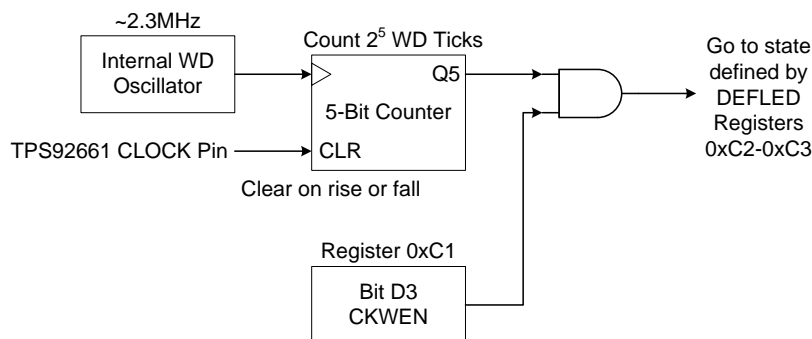 ~2.3MHz
Internal WD
Oscillator
Count 2⁵ WD Ticks
Q5
5-Bit Counter
CLR
TPS92661 CLOCK Pin
Clear on rise or fall
Go to state
defined by
DEFLED
Registers
0xC2-0xC3
Register 0xC1
Bit D3
CKWEN